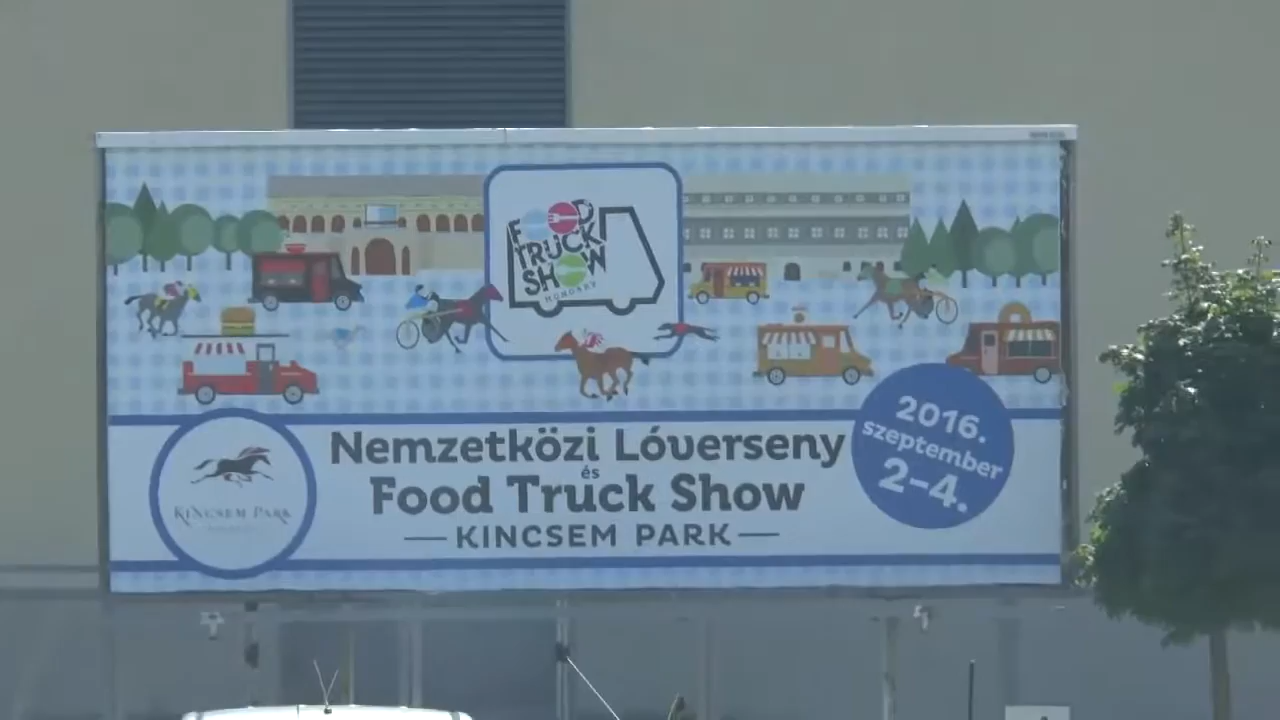 FOOD
TRUCK
SHOW
HUNGARY
Nemzetközi Lóverseny
és
Food Truck Show
KINCSEM PARK
2016.
szeptember
2-4.
KINCSEM PARK